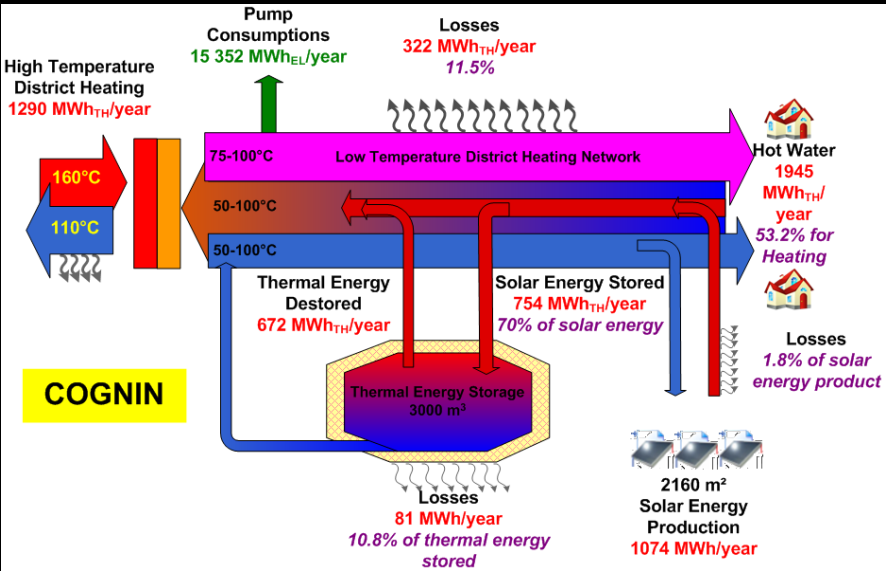 Pump
Consumptions
15 352 MWhEL/year
Losses
322 MWhTH/year
11.5%
High Temperature
District Heating
1290 MWhTH/year
160°C
110°C
75-100°C
Low Temperature District Heating Network
50-100°C
50-100°C
Hot Water
1945
MWhTH/
year
53.2% for
Heating
Thermal Energy
Destored
672 MWhTH/year
Solar Energy Stored
754 MWhTH/year
70% of solar energy
Losses
1.8% of solar
energy product
COGNIN
Thermal Energy Storage
3000 m³
Losses
81 MWh/year
10.8% of thermal energy
stored
2160 m²
Solar Energy
Production
1074 MWh/year